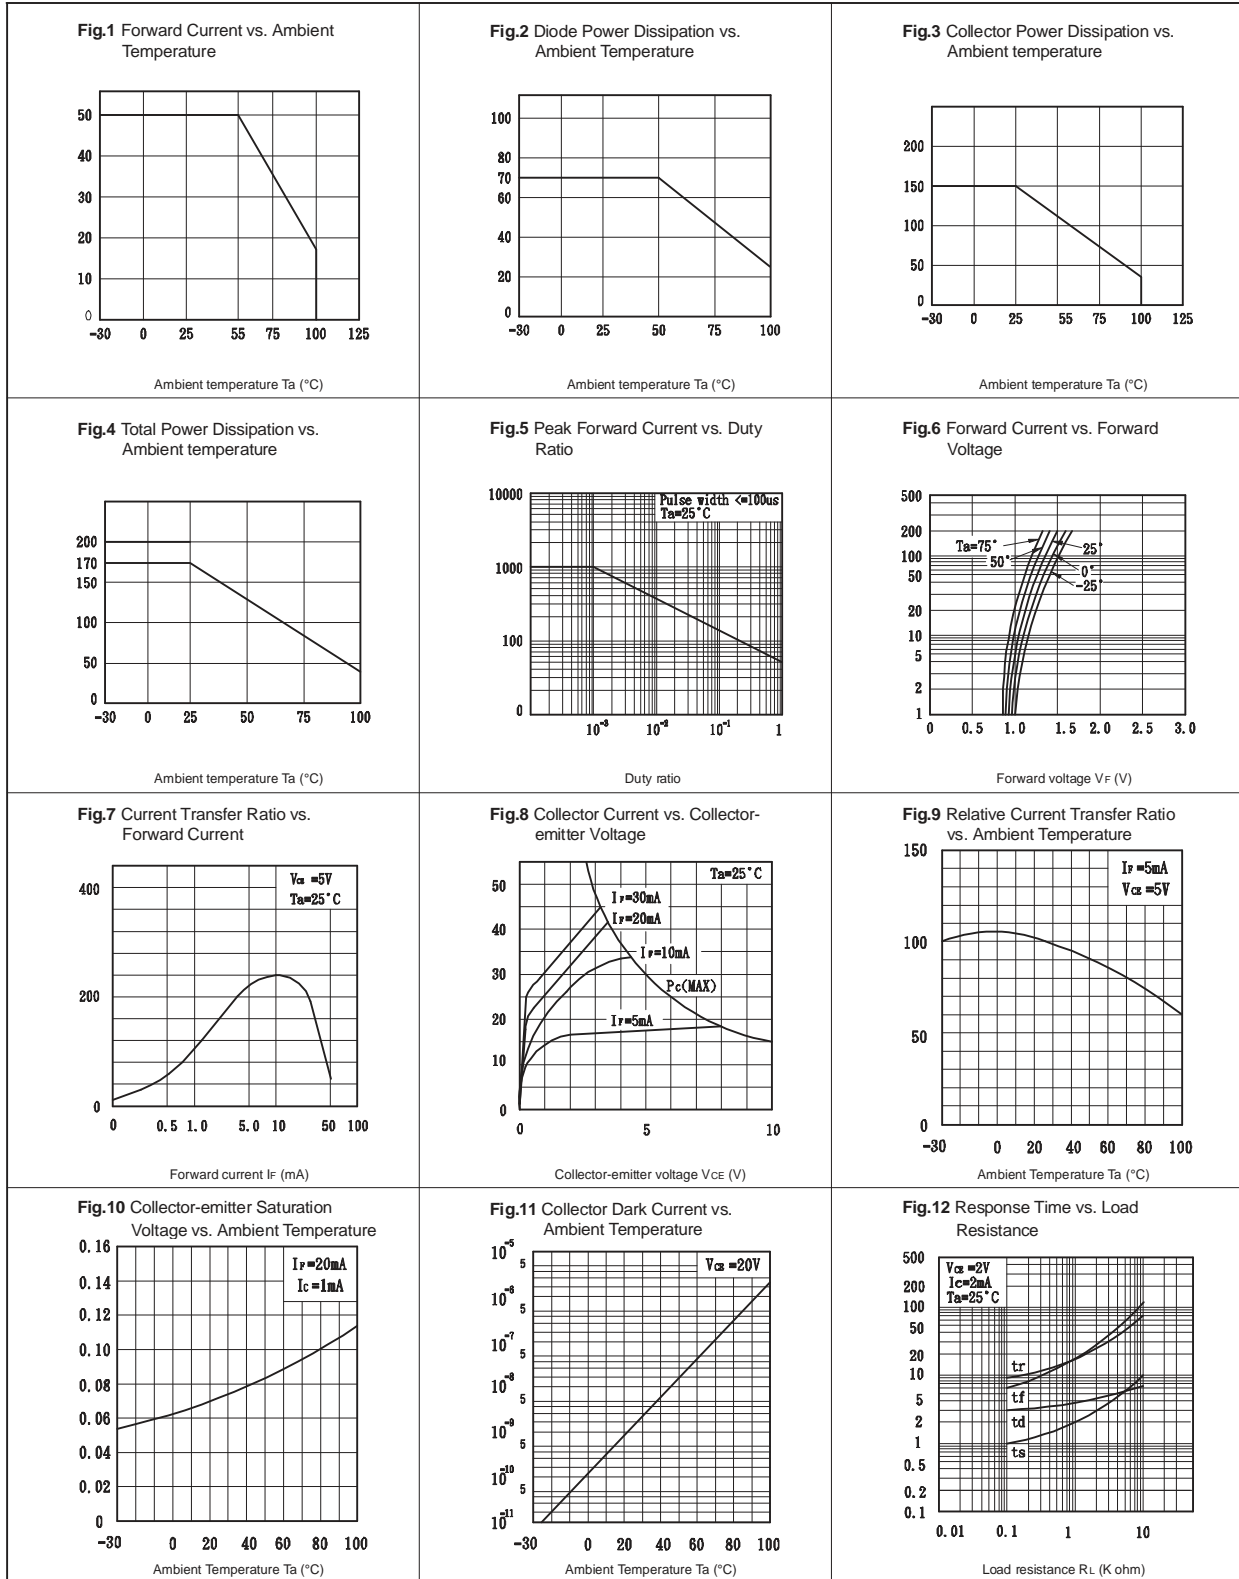 Fig.1 Forward Current vs. Ambient
Temperature
50
40
30
20
10
0
-30 0 25 55 75 100 125
Ambient temperature Ta (°C)
Fig.2 Diode Power Dissipation vs.
Ambient Temperature
100
80
70
60
40
20
0
-30 0 25 50 75 100
Ambient temperature Ta (°C)
Fig.3 Collector Power Dissipation vs.
Ambient temperature
200
150
100
50
0
-30 0 25 50 75 100 125
Ambient temperature Ta (°C)
Fig.4 Total Power Dissipation vs.
Ambient temperature
200
170
150
100
50
0
-30 0 25 50 75 100
Ambient temperature Ta (°C)
Fig.5 Peak Forward Current vs. Duty
Ratio
Pulse width <=100us
Ta=25°C
10000
1000
100
0
10⁻³ 10⁻² 10⁻¹ 1
Duty ratio
Fig.6 Forward Current vs. Forward
Voltage
500
200
100
50
20
10
5
2
1
Ta=75°
50°
25°
0°
-25°
0 0.5 1.0 1.5 2.0 2.5 3.0
Forward voltage VF (V)
Fig.7 Current Transfer Ratio vs.
Forward Current
VCE =5V
Ta=25°C
400
200
0
0 0.5 1.0 5.0 10 50 100
Forward current IF (mA)
Fig.8 Collector Current vs. Collector-
emitter Voltage
Ta=25°C
50
40
30
20
10
0
IF=30mA
IF=20mA
IF=10mA
Pc(MAX)
IF=5mA
0 5 10
Collector-emitter voltage VCE (V)
Fig.9 Relative Current Transfer Ratio
vs. Ambient Temperature
IF=5mA
VCE=5V
150
100
50
0
-30 0 20 40 60 80 100
Ambient Temperature Ta (°C)
Fig.10 Collector-emitter Saturation
Voltage vs. Ambient Temperature
IF=20mA
IC=1mA
0.16
0.14
0.12
0.10
0.08
0.06
0.04
0.02
0
-30 0 20 40 60 80 100
Ambient Temperature Ta (°C)
Fig.11 Collector Dark Current vs.
Ambient Temperature
VCE =20V
10⁻⁵
5
10⁻⁶
5
10⁻⁷
5
10⁻⁸
5
10⁻⁹
5
10⁻¹⁰
5
10⁻¹¹
-30 0 20 40 60 80 100
Ambient Temperature Ta (°C)
Fig.12 Response Time vs. Load
Resistance
VCE =2V
Ic=2mA
Ta=25°C
500
200
100
50
20
10
5
2
1
0.5
0.2
0.1
tr
tf
td
ts
0.01 0.1 1 10
Load resistance RL (K ohm)